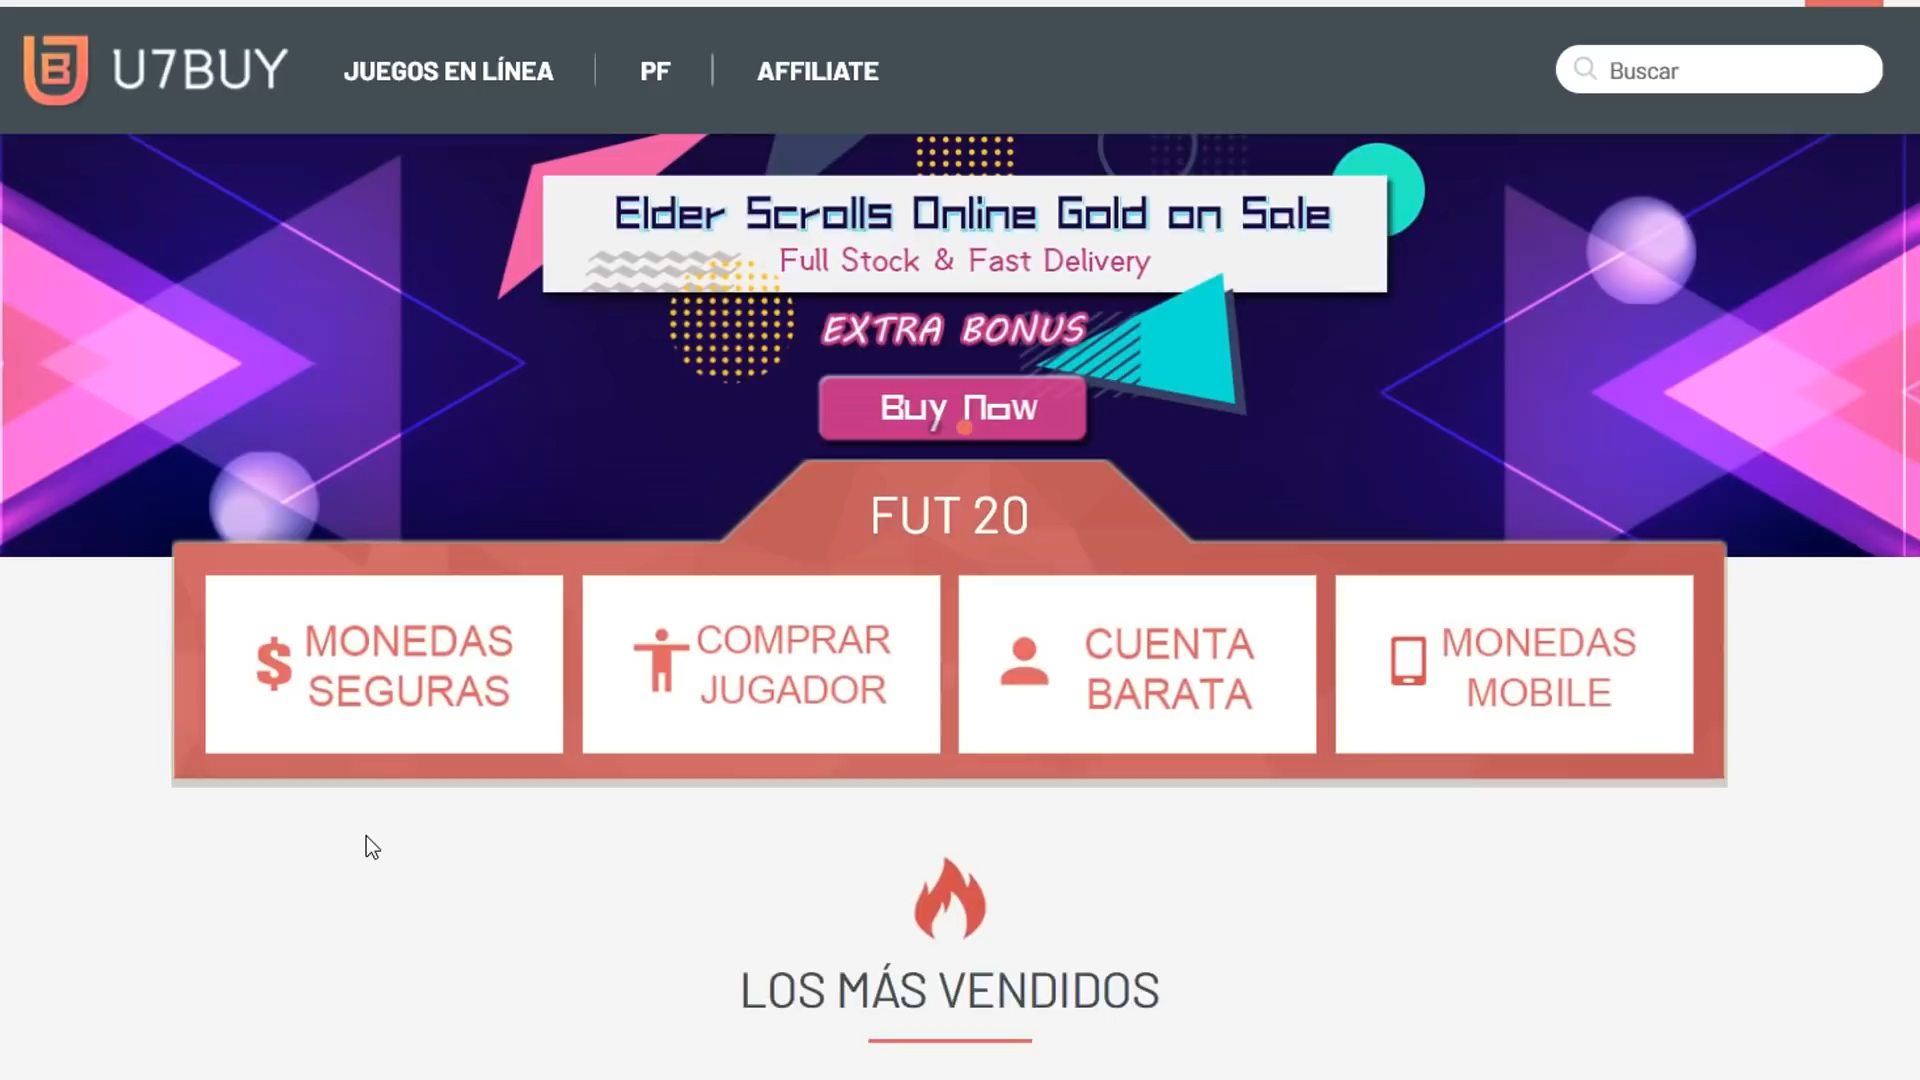 U7BUY
JUEGOS EN LÍNEA
PF
AFFILIATE
Buscar
Elder Scrolls Online Gold on Sale
Full Stock & Fast Delivery
EXTRA BONUS
Buy Now
FUT 20
MONEDAS
SEGURAS
COMPRAR
JUGADOR
CUENTA
BARATA
MONEDAS
MOBILE
LOS MÁS VENDIDOS